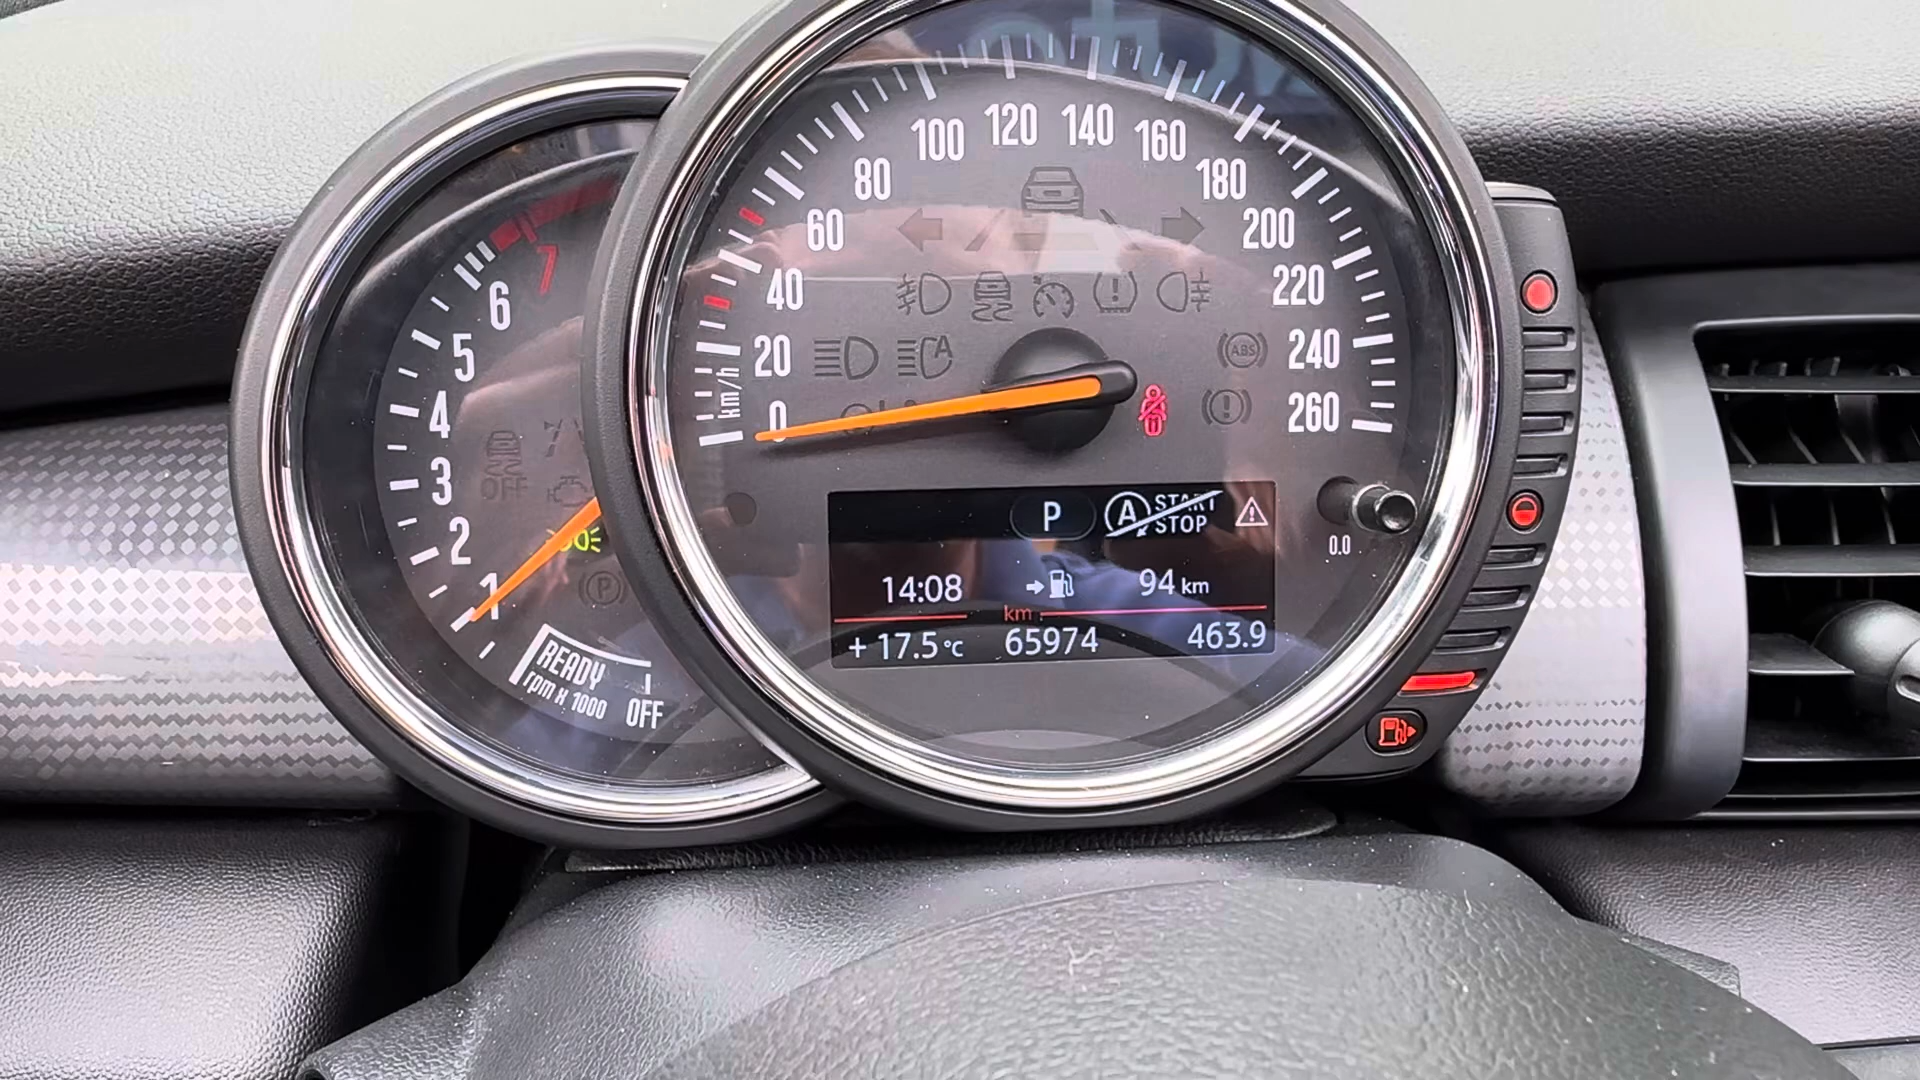 7
6
5
4
3
2
1
OFF
READY
rpm x 1000
OFF
0
20
40
60
80
100
120
140
160
180
200
220
240
260
km/h
A
ABS
P
P A START
STOP
14:08 94 km
km
+ 17.5 °C 65974 463.9
0.0